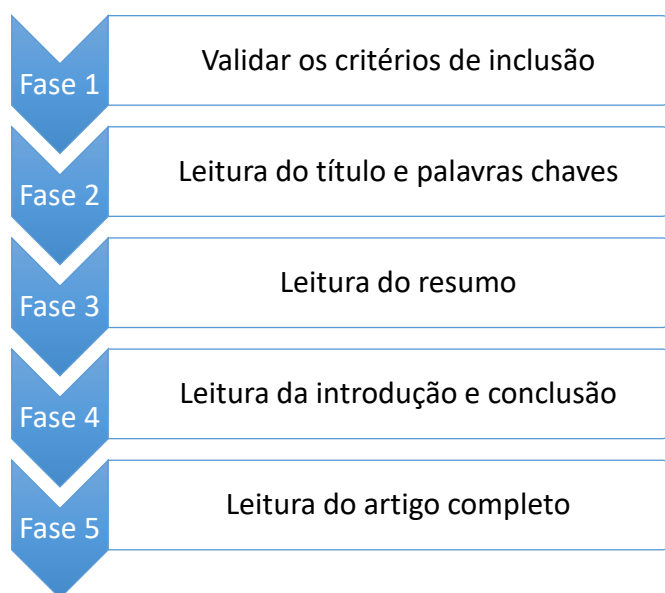 Fase 1
Validar os critérios de inclusão
Fase 2
Leitura do título e palavras chaves
Fase 3
Leitura do resumo
Fase 4
Leitura da introdução e conclusão
Fase 5
Leitura do artigo completo